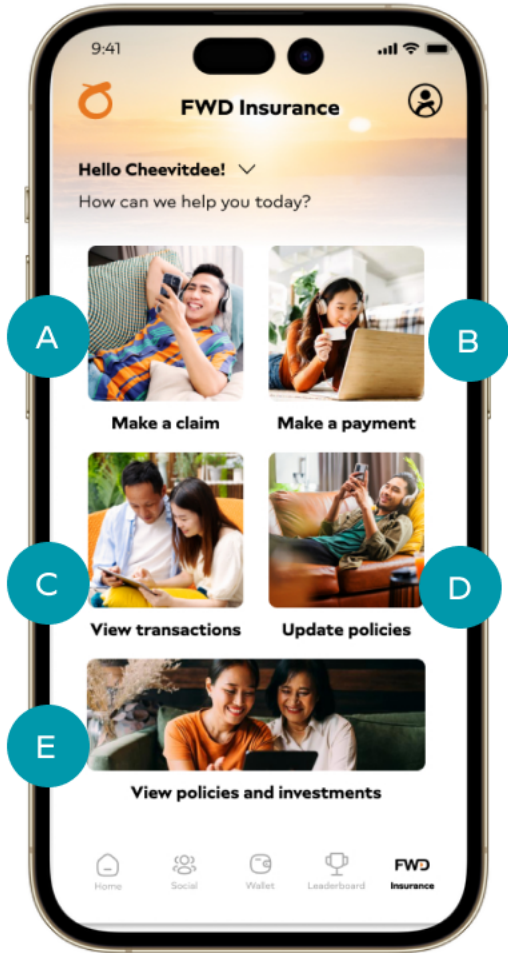 9:41
FWD Insurance
Hello Cheevitdee!
How can we help you today?
A
B
Make a claim
Make a payment
C
D
View transactions
Update policies
E
View policies and investments
Home
Social
Wallet
Leaderboard
FWD
Insurance